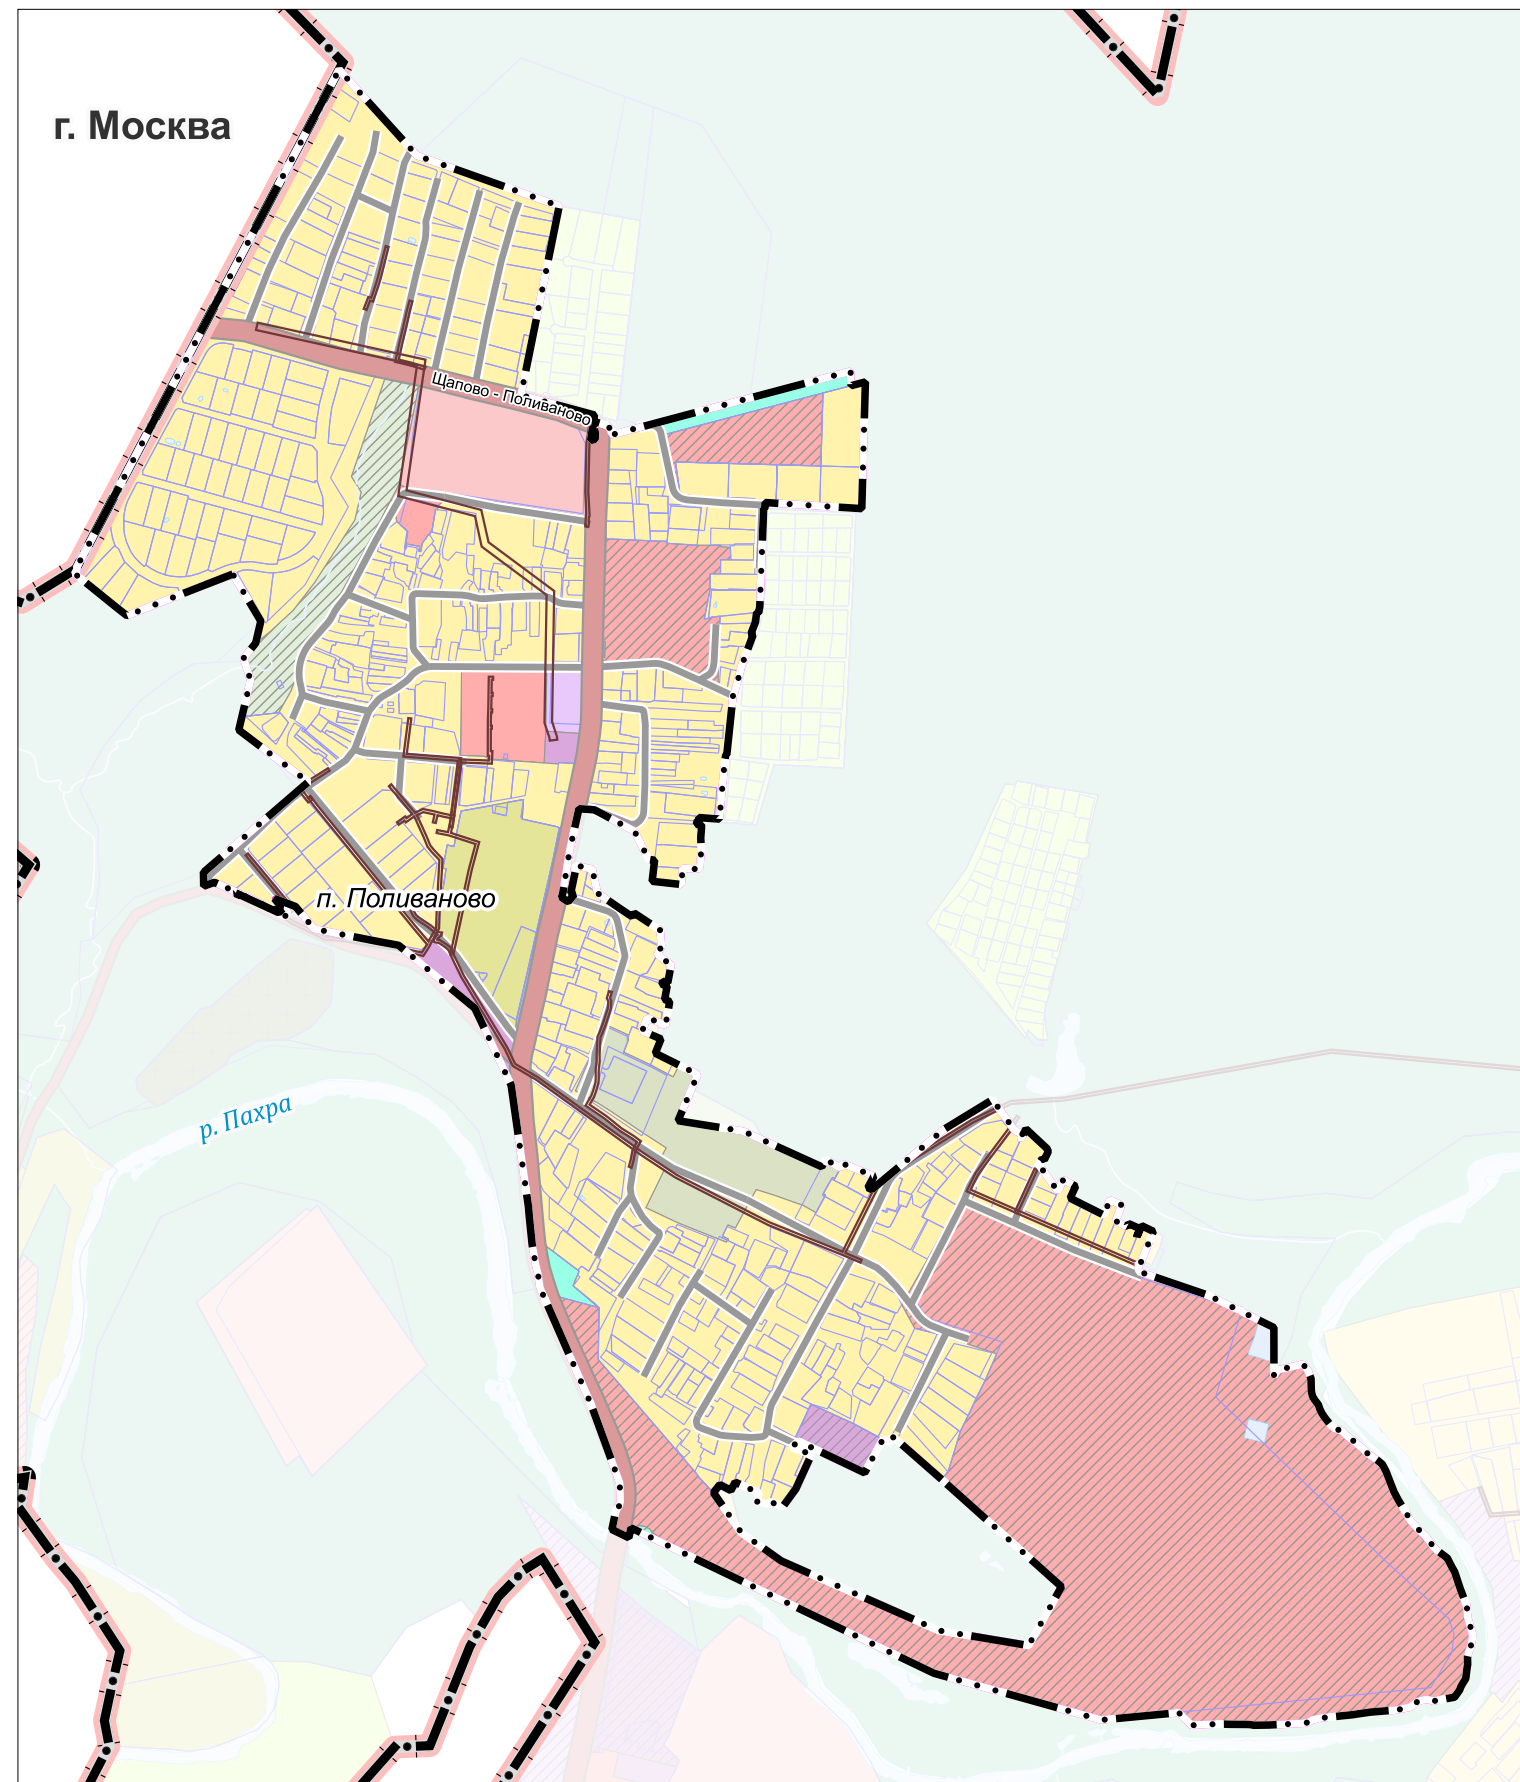 г. Москва
Щапово - Поливаново
п. Поливаново
р. Пахра